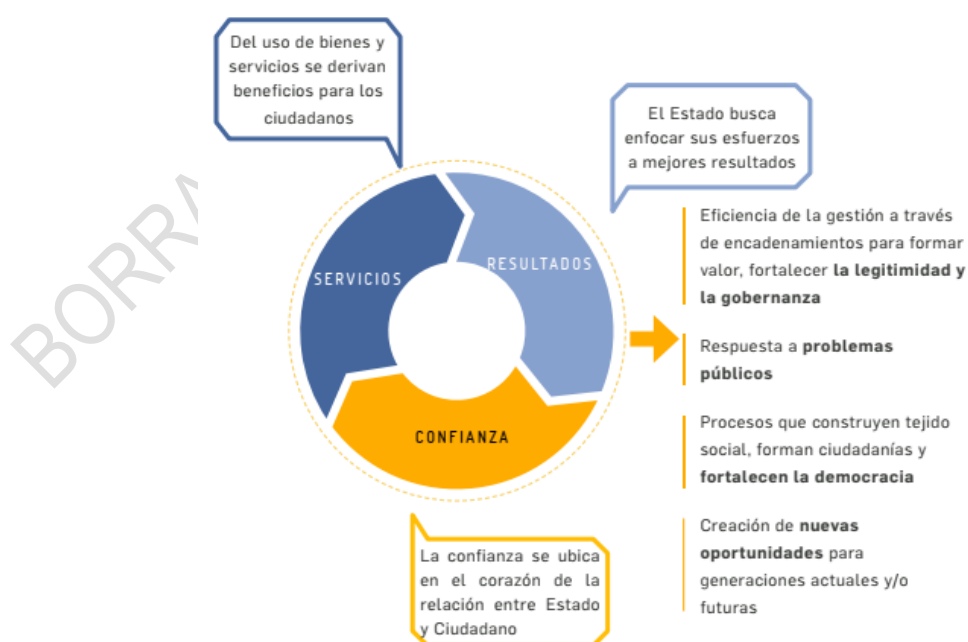 Del uso de bienes y
servicios se derivan
beneficios para los
ciudadanos
El Estado busca
enfocar sus esfuerzos
a mejores resultados
BORRA
SERVICIOS
RESULTADOS
CONFIANZA
Eficiencia de la gestión a través
de encadenamientos para formar
valor, fortalecer la legitimidad y
la gobernanza
Respuesta a problemas
públicos
Procesos que construyen tejido
social, forman ciudadanías y
fortalecen la democracia
Creación de nuevas
oportunidades para
generaciones actuales y/o
futuras
La confianza se ubica
en el corazón de la
relación entre Estado
y Ciudadano